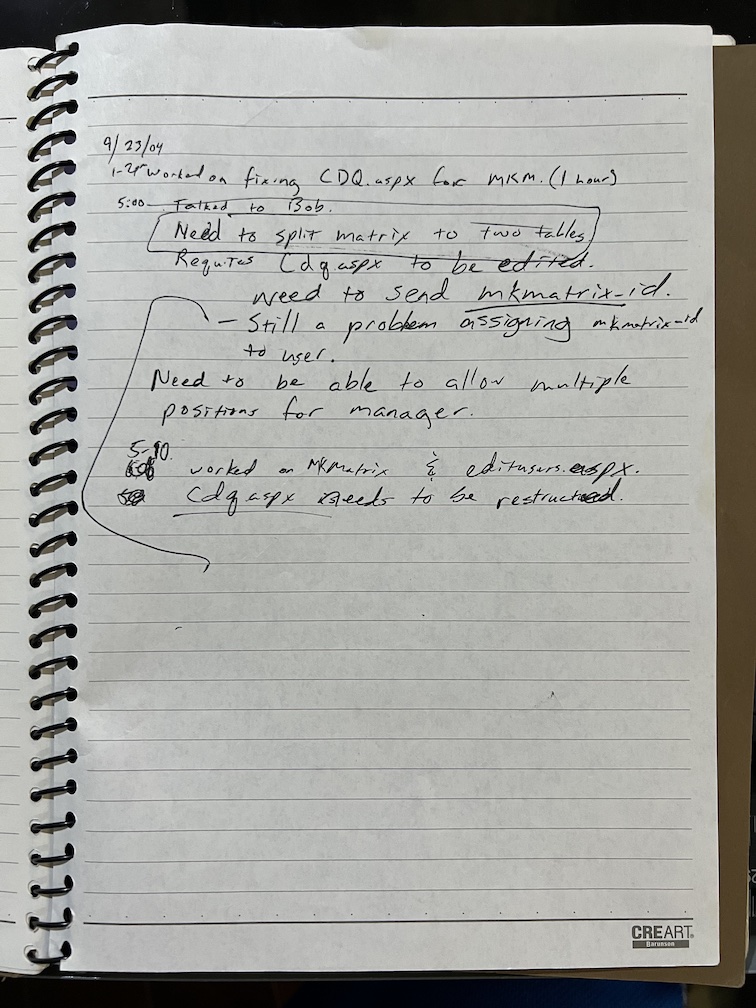 9/23/04
1-2 Worked on fixing CDQ.aspx for MKM. (1 hour)
5:00 Talked to Bob.
Need to split matrix to two tables
Requires Cdq.aspx to be edited.
need to send mkmatrix-id.
– Still a problem assigning mkmatrix-id
to user.
Need to be able to allow multiple
positions for manager.
5-10.
worked on MKMatrix & editusers.aspx.
Cdq.aspx needs to be restructed.
CREART
Barunson